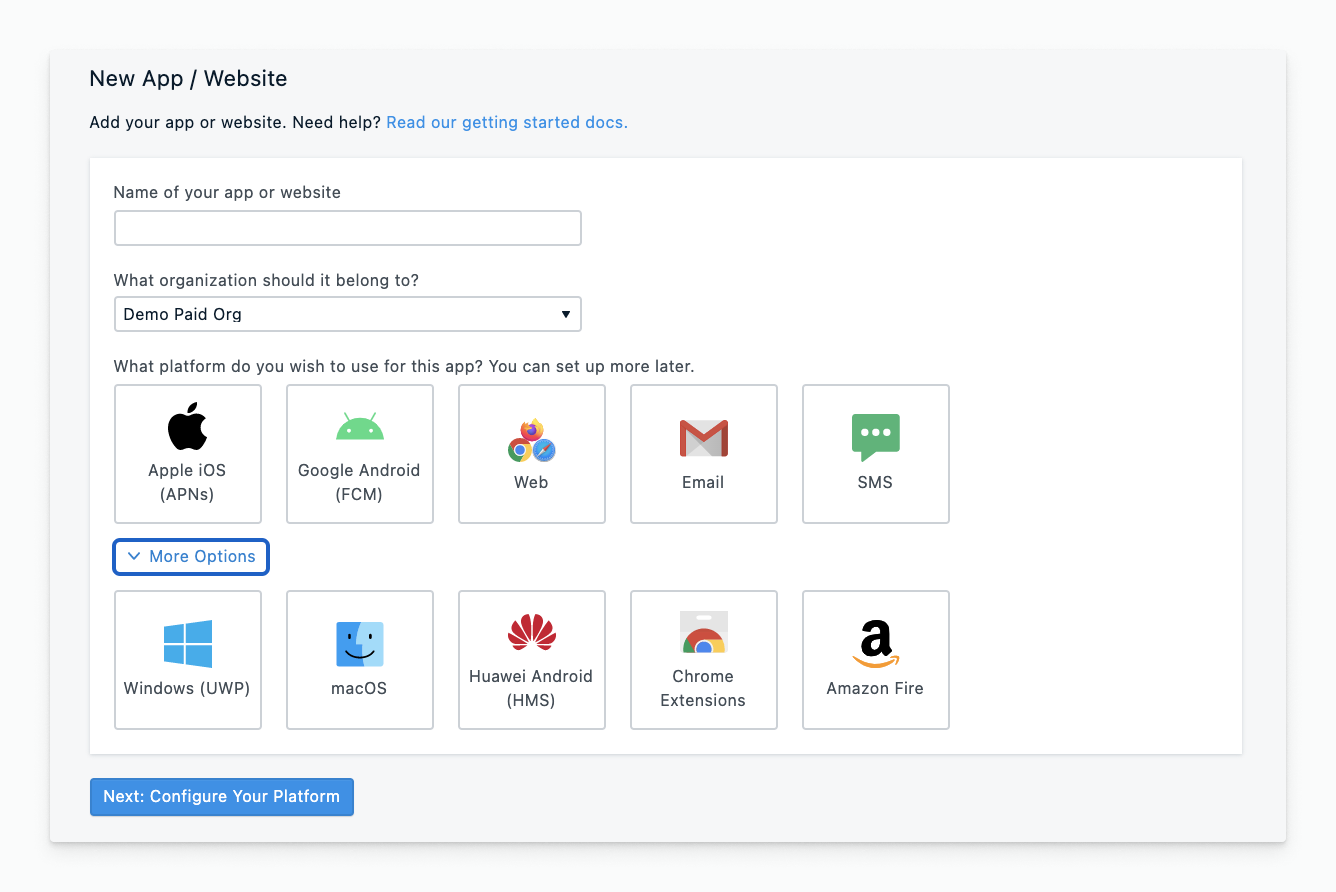 New App / Website
Add your app or website. Need help? Read our getting started docs.
Name of your app or website
What organization should it belong to?
Demo Paid Org
What platform do you wish to use for this app? You can set up more later.
Apple iOS
(APNs)
Google Android
(FCM)
Web
Email
SMS
More Options
Windows (UWP)
macOS
Huawei Android
(HMS)
Chrome
Extensions
Amazon Fire
Next: Configure Your Platform